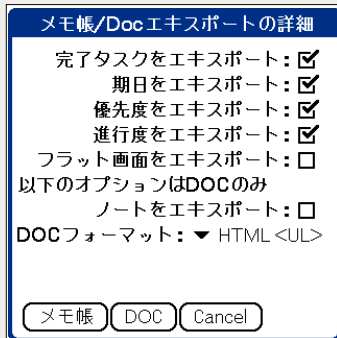 メモ帳/Docエキスポートの詳細
完了タスクをエキスポート:
期日をエキスポート:
優先度をエキスポート:
進行度をエキスポート:
フラット画面をエキスポート:
以下のオプションはDOCのみ
ノートをエキスポート:
DOCフォーマット: HTML <UL>
メモ帳 DOC Cancel